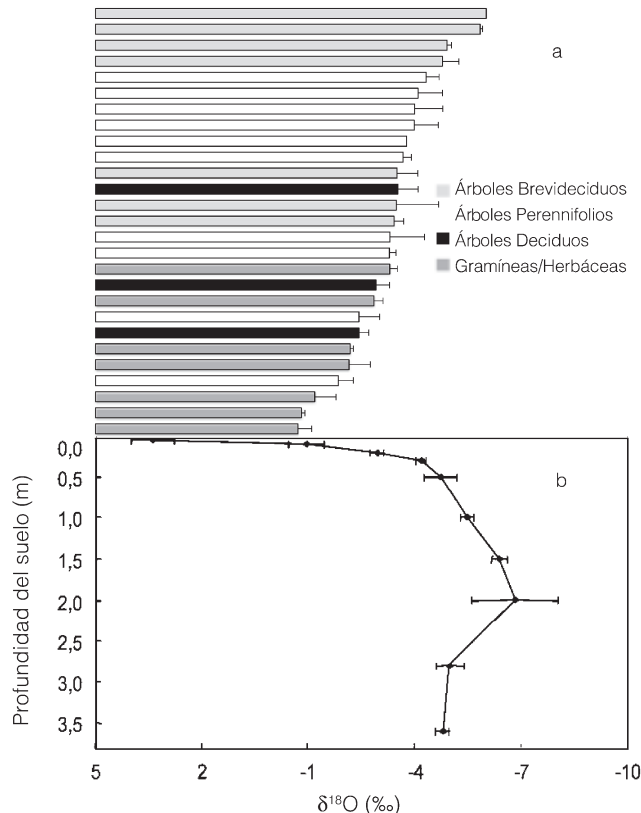 a
Árboles Brevideciduos
Árboles Perennifolios
Árboles Deciduos
Gramíneas/Herbáceas
b
Profundidad del suelo (m)
0,0
0,5
1,0
1,5
2,0
2,5
3,0
3,5
5 2 -1 -4 -7 -10
δ¹⁸O (‰)